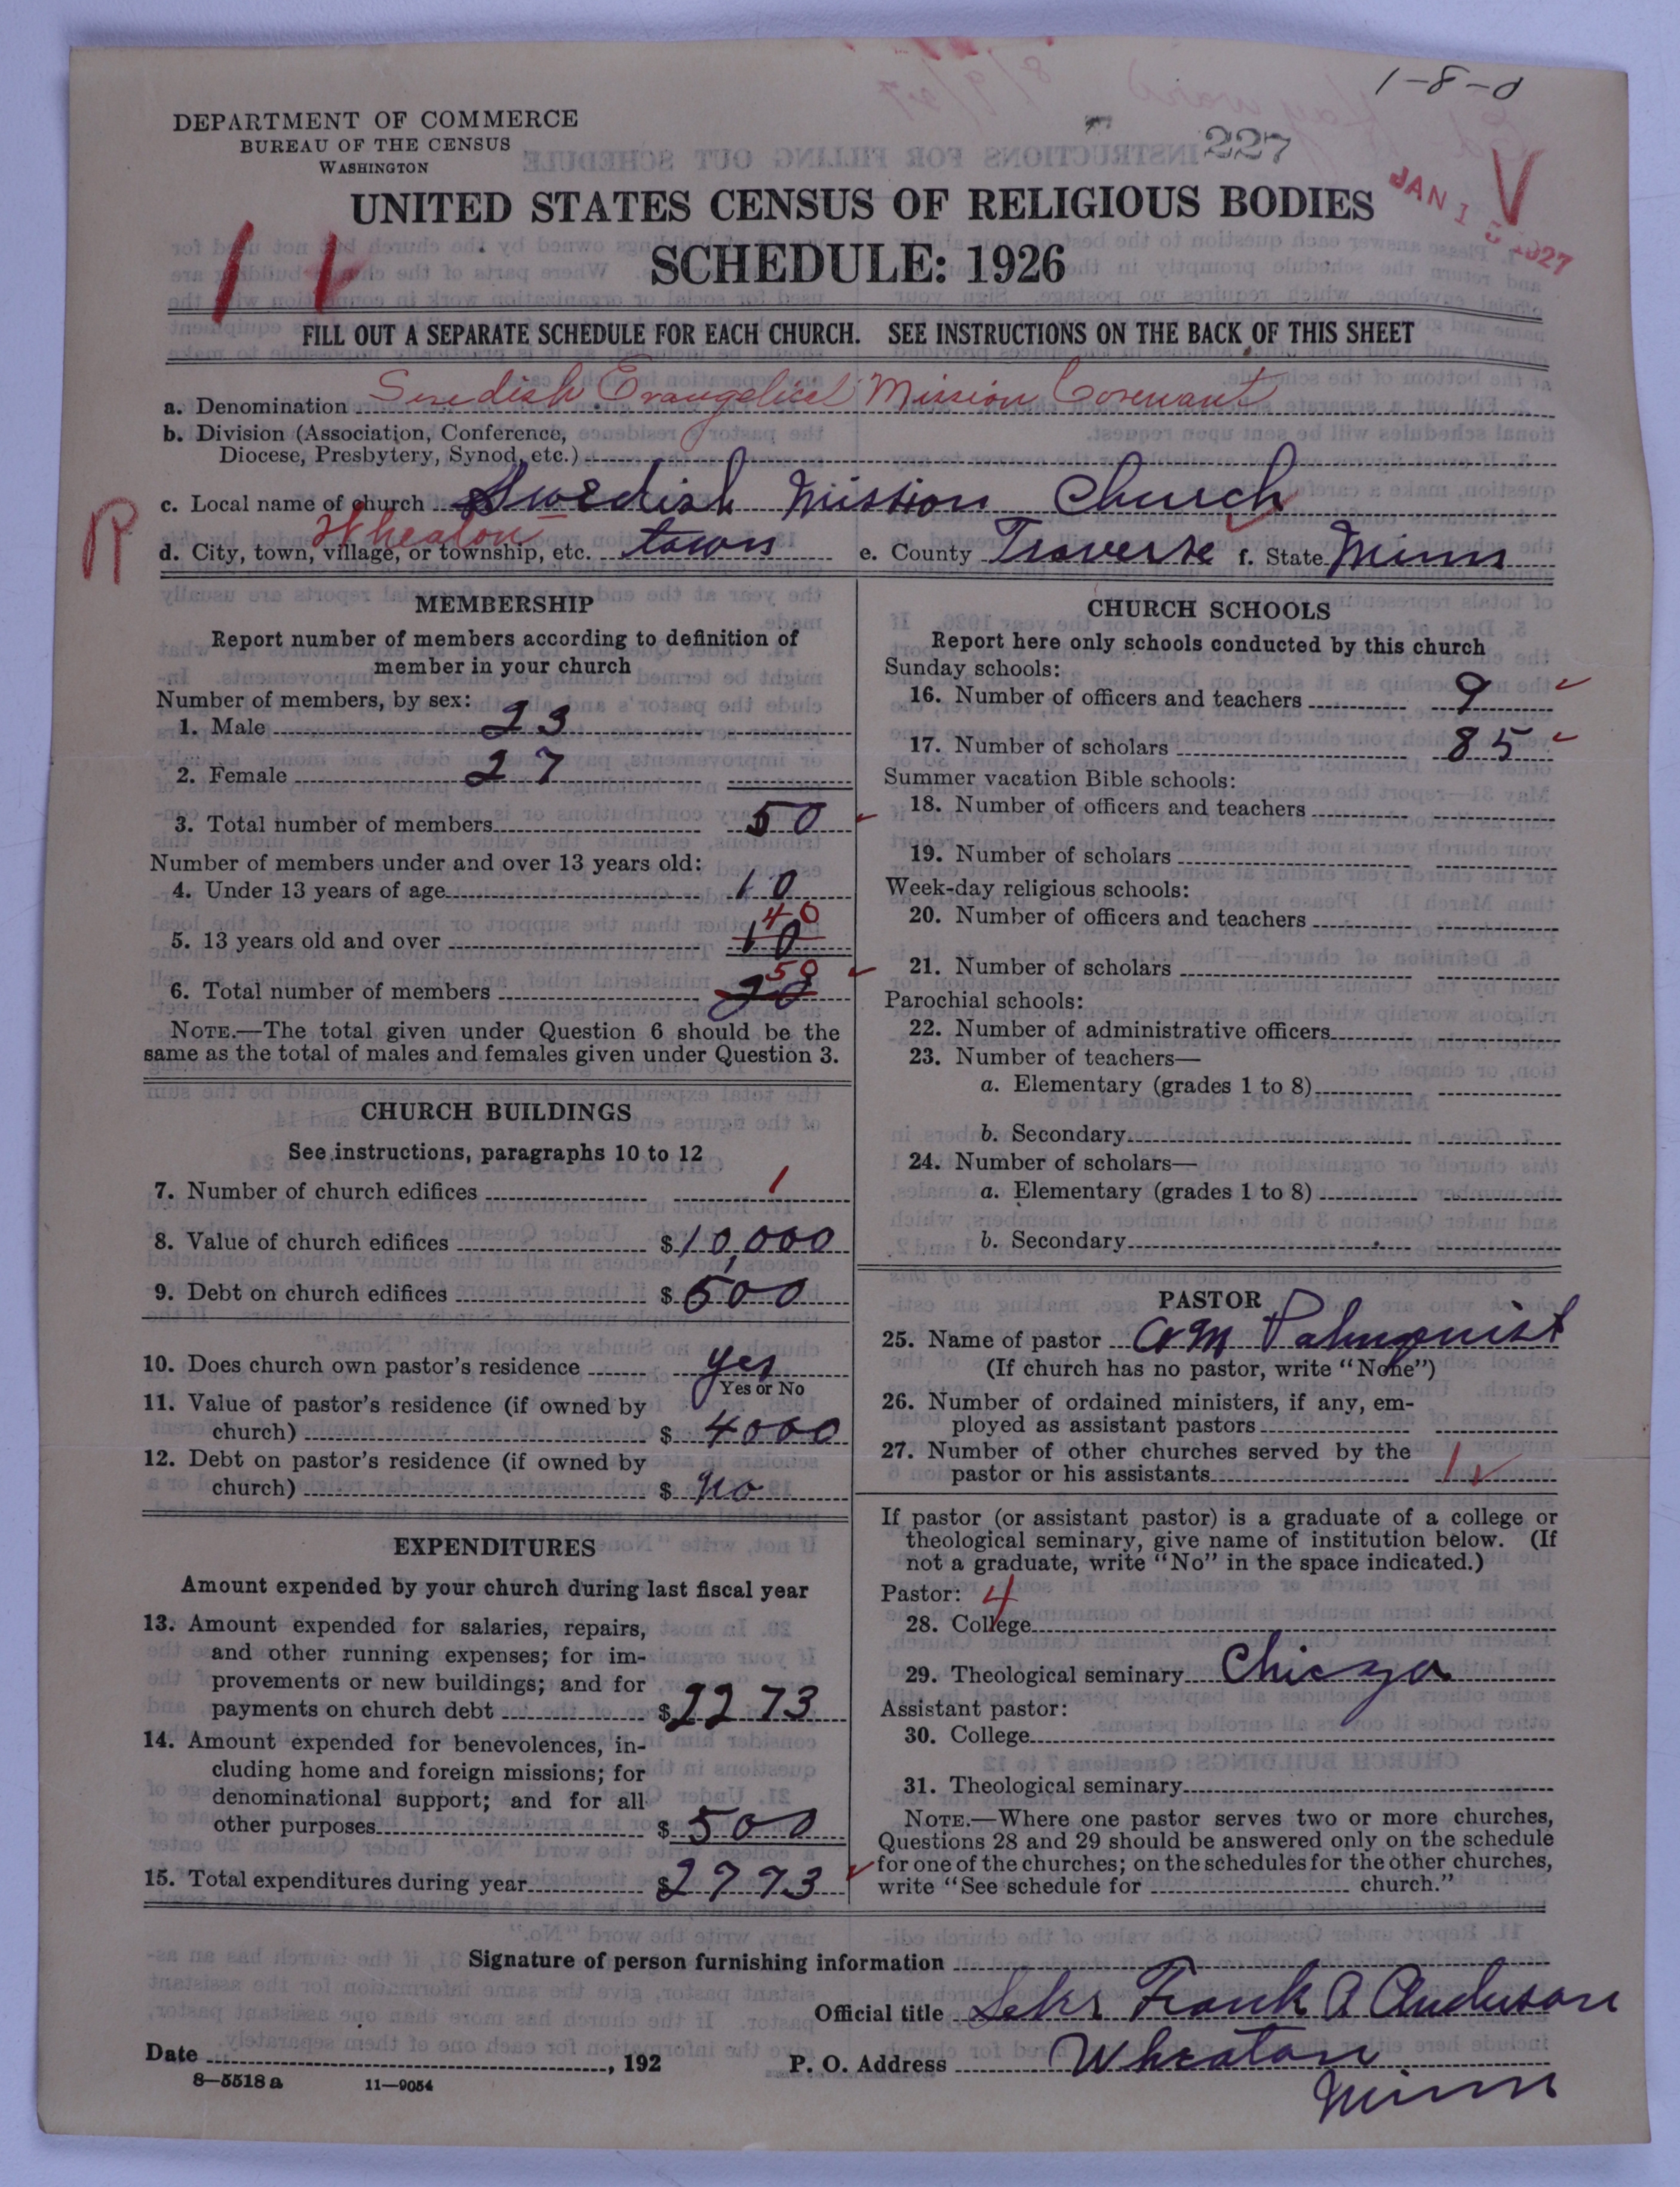 1-8-0
DEPARTMENT OF COMMERCE
BUREAU OF THE CENSUS
WASHINGTON
227
JAN 1 1927
UNITED STATES CENSUS OF RELIGIOUS BODIES
SCHEDULE: 1926
FILL OUT A SEPARATE SCHEDULE FOR EACH CHURCH. SEE INSTRUCTIONS ON THE BACK OF THIS SHEET
a. Denomination Swedish Evangelical Mission Covenant
b. Division (Association, Conference,
Diocese, Presbytery, Synod, etc.)
c. Local name of church Swedish Mission Church
R
Wheaton
d. City, town, village, or township, etc. town e. County Traverse f. State Minn
MEMBERSHIP
Report number of members according to definition of
member in your church
Number of members, by sex:
1. Male 23
2. Female 27
3. Total number of members 50
Number of members under and over 13 years old:
4. Under 13 years of age 10
40
5. 13 years old and over 10
50
6. Total number of members 20
NOTE.—The total given under Question 6 should be the
same as the total of males and females given under Question 3.
CHURCH BUILDINGS
See instructions, paragraphs 10 to 12
7. Number of church edifices 1
8. Value of church edifices $10,000
9. Debt on church edifices $500
10. Does church own pastor's residence yes
Yes or No
11. Value of pastor's residence (if owned by
church) $4000
12. Debt on pastor's residence (if owned by
church) $ No
EXPENDITURES
Amount expended by your church during last fiscal year
13. Amount expended for salaries, repairs,
and other running expenses; for im-
provements or new buildings; and for
payments on church debt $2273
14. Amount expended for benevolences, in-
cluding home and foreign missions; for
denominational support; and for all
other purposes $500
15. Total expenditures during year $2773
CHURCH SCHOOLS
Report here only schools conducted by this church
Sunday schools:
16. Number of officers and teachers 9
17. Number of scholars 85
Summer vacation Bible schools:
18. Number of officers and teachers
19. Number of scholars
Week-day religious schools:
20. Number of officers and teachers
21. Number of scholars
Parochial schools:
22. Number of administrative officers
23. Number of teachers—
a. Elementary (grades 1 to 8)
b. Secondary
24. Number of scholars—
a. Elementary (grades 1 to 8)
b. Secondary
PASTOR
25. Name of pastor A M Palmquist
(If church has no pastor, write "None")
26. Number of ordained ministers, if any, em-
ployed as assistant pastors
27. Number of other churches served by the
pastor or his assistants 1
If pastor (or assistant pastor) is a graduate of a college or
theological seminary, give name of institution below. (If
not a graduate, write "No" in the space indicated.)
Pastor: 4
28. College
29. Theological seminary Chicago
Assistant pastor:
30. College
31. Theological seminary
NOTE.—Where one pastor serves two or more churches,
Questions 28 and 29 should be answered only on the schedule
for one of the churches; on the schedules for the other churches,
write "See schedule for church."
Signature of person furnishing information
Official title Sekr Frank A Anderson
Date , 192 P. O. Address Wheaton
Minn
8—5518 a 11—9054